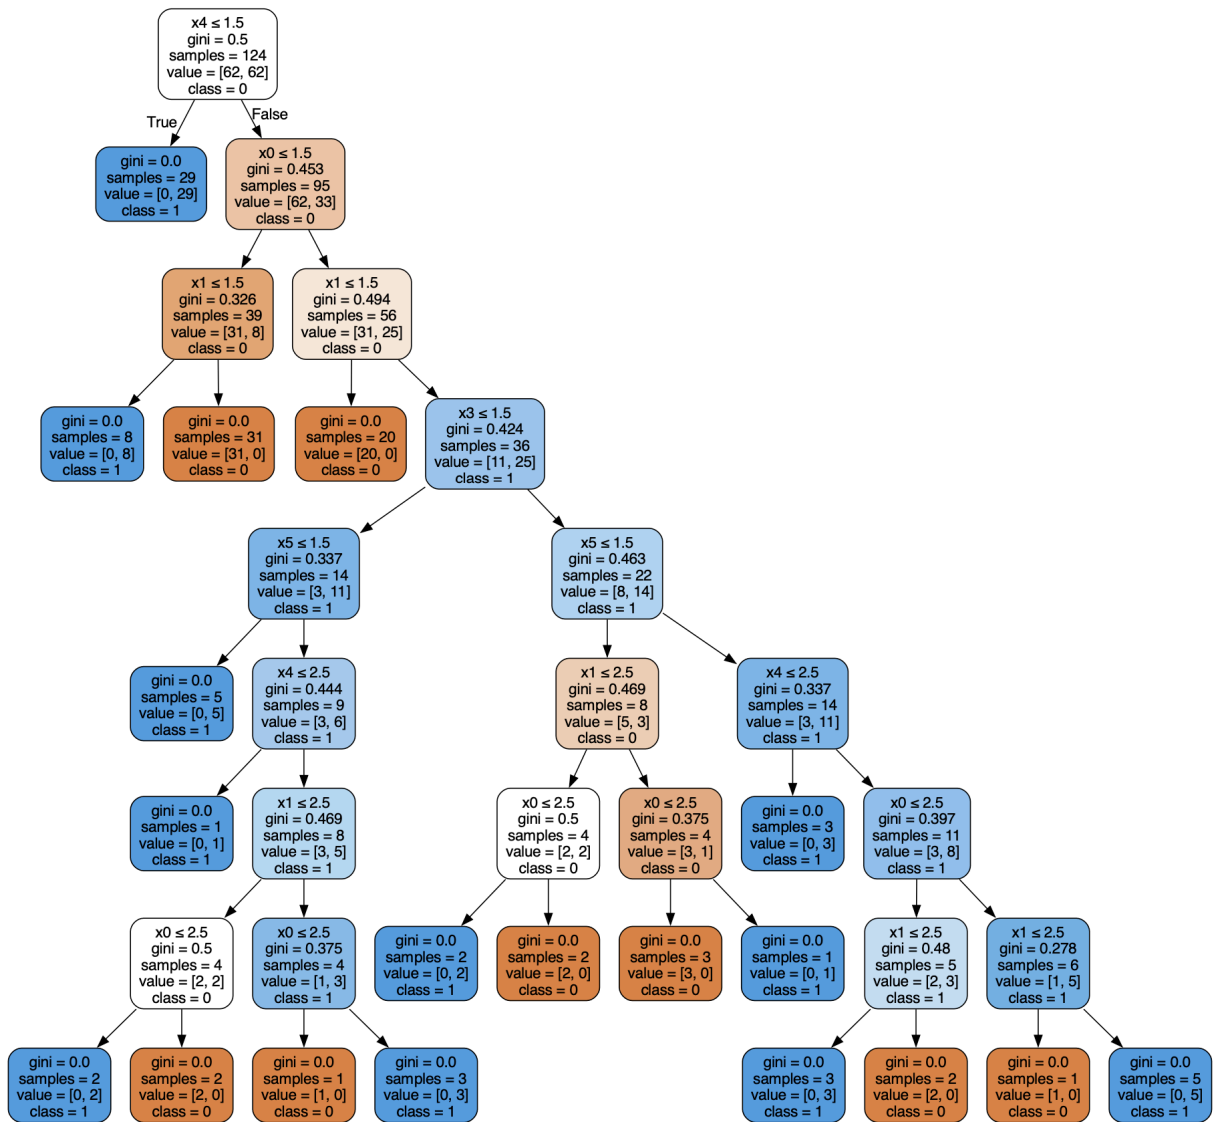 x4 ≤ 1.5
gini = 0.5
samples = 124
value = [62, 62]
class = 0
True
False
gini = 0.0
samples = 29
value = [0, 29]
class = 1
x0 ≤ 1.5
gini = 0.453
samples = 95
value = [62, 33]
class = 0
x1 ≤ 1.5
gini = 0.326
samples = 39
value = [31, 8]
class = 0
x1 ≤ 1.5
gini = 0.494
samples = 56
value = [31, 25]
class = 0
gini = 0.0
samples = 8
value = [0, 8]
class = 1
gini = 0.0
samples = 31
value = [31, 0]
class = 0
gini = 0.0
samples = 20
value = [20, 0]
class = 0
x3 ≤ 1.5
gini = 0.424
samples = 36
value = [11, 25]
class = 1
x5 ≤ 1.5
gini = 0.337
samples = 14
value = [3, 11]
class = 1
x5 ≤ 1.5
gini = 0.463
samples = 22
value = [8, 14]
class = 1
gini = 0.0
samples = 5
value = [0, 5]
class = 1
x4 ≤ 2.5
gini = 0.444
samples = 9
value = [3, 6]
class = 1
x1 ≤ 2.5
gini = 0.469
samples = 8
value = [5, 3]
class = 0
x4 ≤ 2.5
gini = 0.337
samples = 14
value = [3, 11]
class = 1
gini = 0.0
samples = 1
value = [0, 1]
class = 1
x1 ≤ 2.5
gini = 0.469
samples = 8
value = [3, 5]
class = 1
x0 ≤ 2.5
gini = 0.5
samples = 4
value = [2, 2]
class = 0
x0 ≤ 2.5
gini = 0.375
samples = 4
value = [3, 1]
class = 0
gini = 0.0
samples = 3
value = [0, 3]
class = 1
x0 ≤ 2.5
gini = 0.397
samples = 11
value = [3, 8]
class = 1
x0 ≤ 2.5
gini = 0.5
samples = 4
value = [2, 2]
class = 0
x0 ≤ 2.5
gini = 0.375
samples = 4
value = [1, 3]
class = 1
gini = 0.0
samples = 2
value = [0, 2]
class = 1
gini = 0.0
samples = 2
value = [2, 0]
class = 0
gini = 0.0
samples = 3
value = [3, 0]
class = 0
gini = 0.0
samples = 1
value = [0, 1]
class = 1
x1 ≤ 2.5
gini = 0.48
samples = 5
value = [2, 3]
class = 1
x1 ≤ 2.5
gini = 0.278
samples = 6
value = [1, 5]
class = 1
gini = 0.0
samples = 2
value = [0, 2]
class = 1
gini = 0.0
samples = 2
value = [2, 0]
class = 0
gini = 0.0
samples = 1
value = [1, 0]
class = 0
gini = 0.0
samples = 3
value = [0, 3]
class = 1
gini = 0.0
samples = 3
value = [0, 3]
class = 1
gini = 0.0
samples = 2
value = [2, 0]
class = 0
gini = 0.0
samples = 1
value = [1, 0]
class = 0
gini = 0.0
samples = 5
value = [0, 5]
class = 1